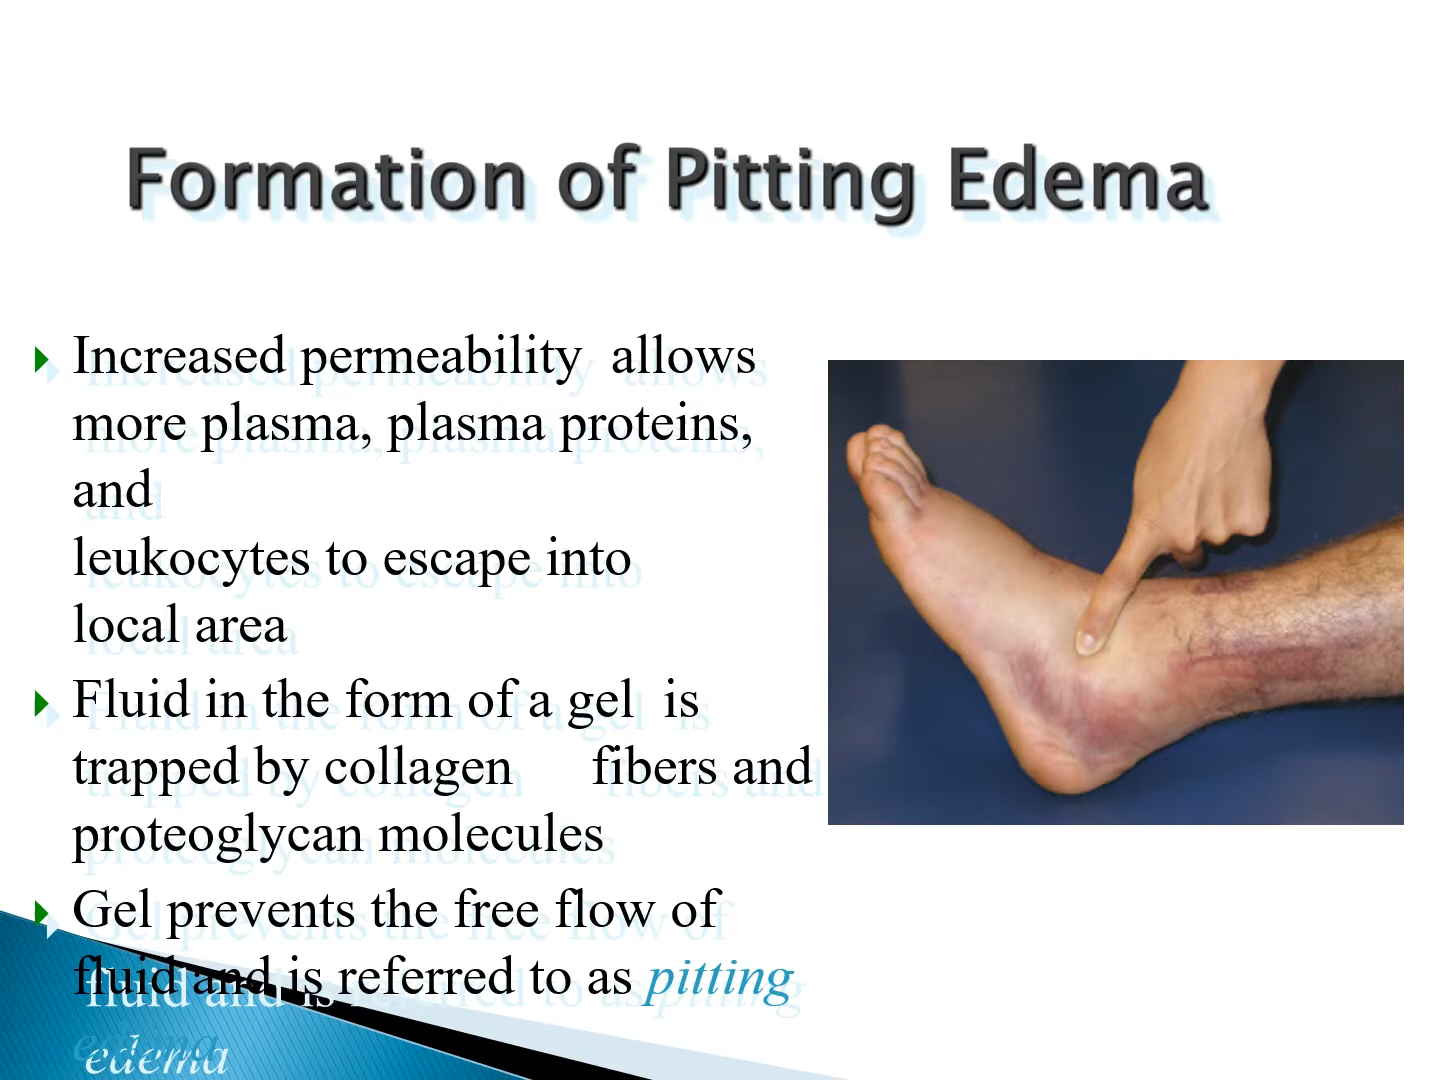 Formation of Pitting Edema
Increased permeability allows
more plasma, plasma proteins,
and
leukocytes to escape into
local area
Fluid in the form of a gel is
trapped by collagen fibers and
proteoglycan molecules
Gel prevents the free flow of
fluid and is referred to as pitting
edema